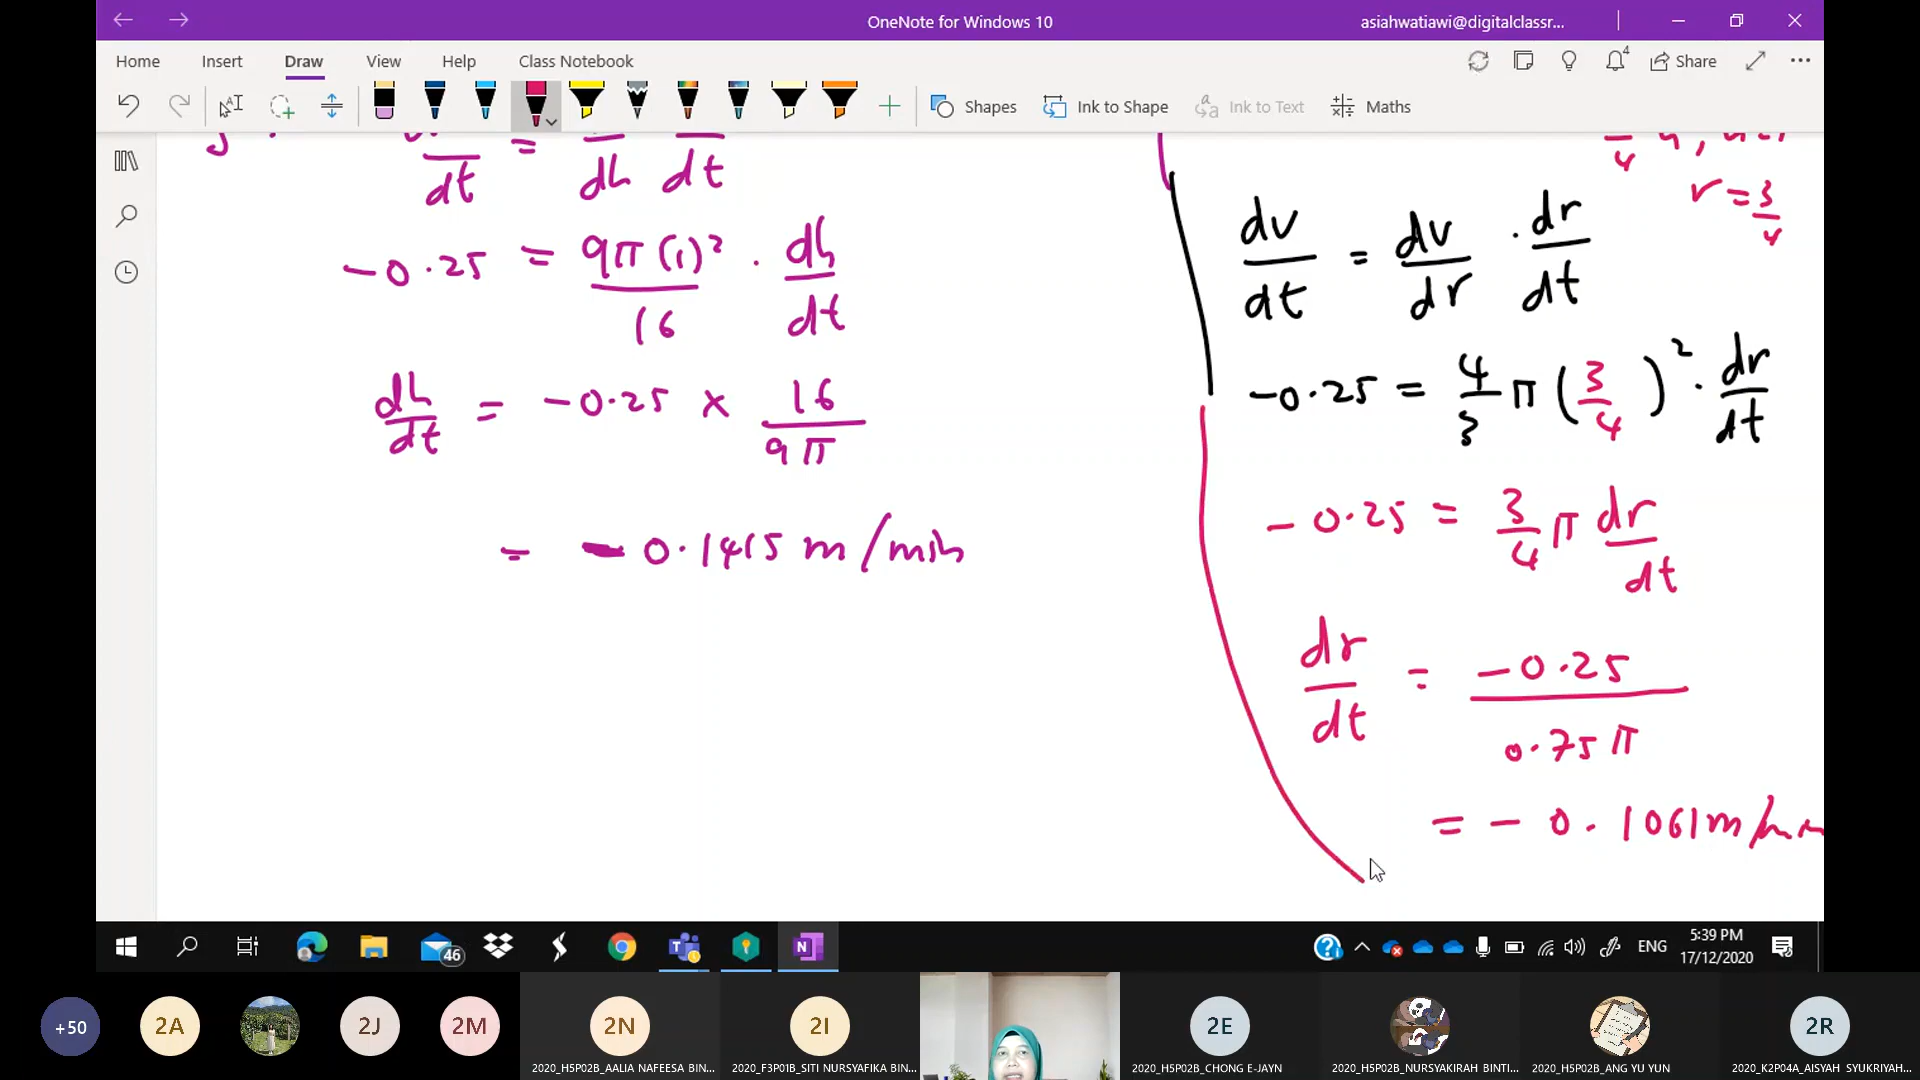 OneNote for Windows 10
asiahwatiawi@digitalclassr...
Home Insert Draw View Help Class Notebook
4
Share
Shapes Ink to Shape Ink to Text Maths
dt = dh dt
-0.25 = 9π(1)² . dh
16 dt
dh = -0.25 × 16
dt 9π
= -0.1415 m/min
4
r = 3
4
dv = dv . dr
dt dr dt
-0.25 = 4 π (3)² . dr
3 4 dt
-0.25 = 3 π dr
4 dt
dr = -0.25
dt 0.75π
= -0.1061 m/min
46
ENG
5:39 PM
17/12/2020
+50
2A
2J
2M
2N
2020_H5P02B_AALIA NAFEESA BIN...
2I
2020_F3P01B_SITI NURSYAFIKA BIN...
2E
2020_H5P02B_CHONG E-JAYN
2020_H5P02B_NURSYAKIRAH BINTI...
2020_H5P02B_ANG YU YUN
2R
2020_K2P04A_AISYAH SYUKRIYAH...